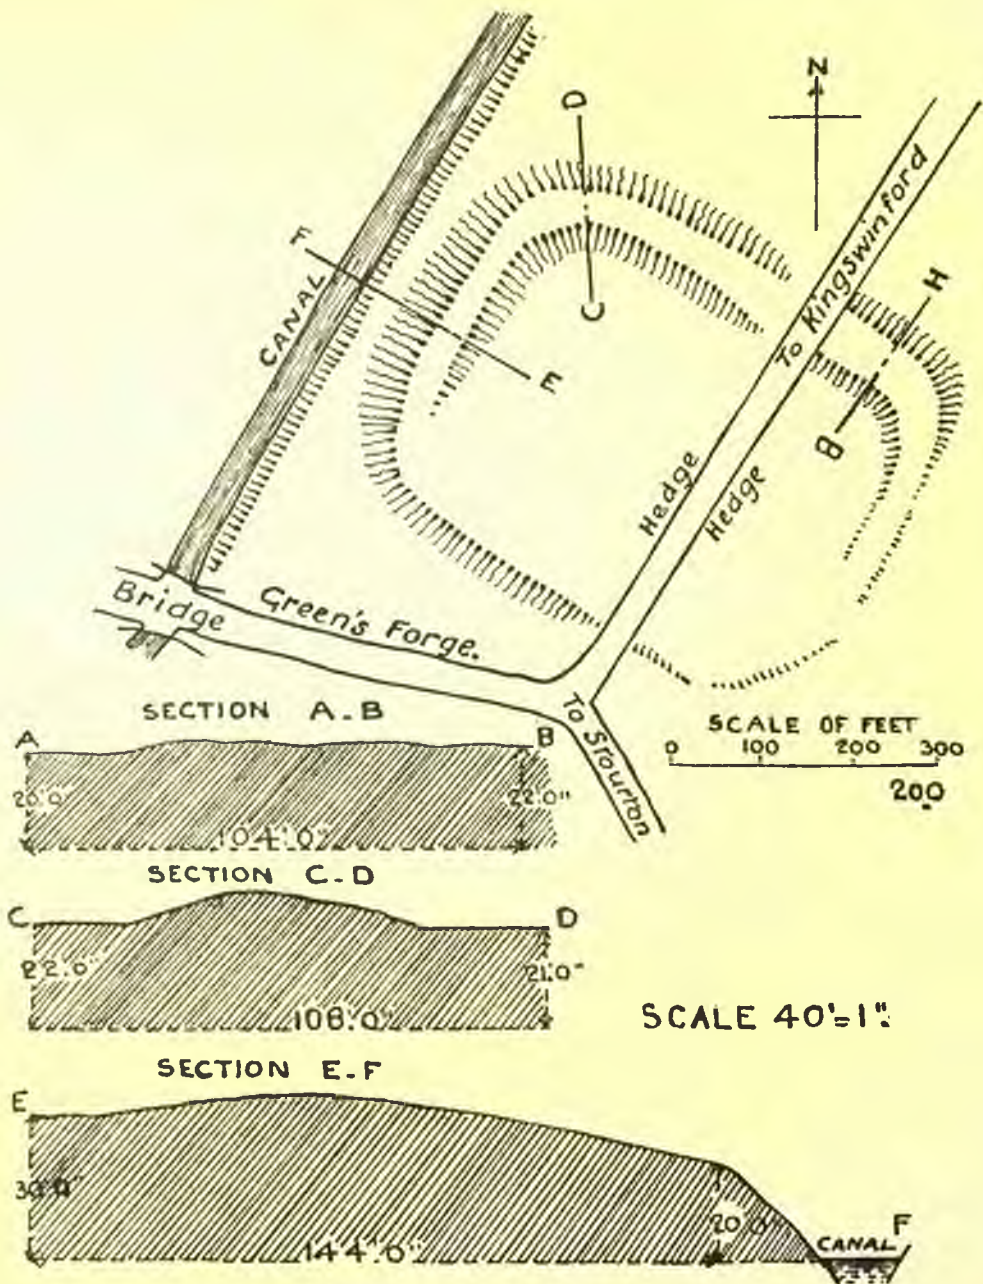 D
N
F
CANAL
C
E
To Kingswinford
A
B
Hedge
Hedge
Bridge
Green's Forge.
To Stourton
SCALE OF FEET
0 100 200 300
200
SECTION A-B
A B
20'.0" 22'.0"
104'.0"
SECTION C-D
C D
22'.0" 21'.0"
108'.0"
SCALE 40'=1".
SECTION E-F
E
30'.0"
20'.0"
F
CANAL
144'.0"